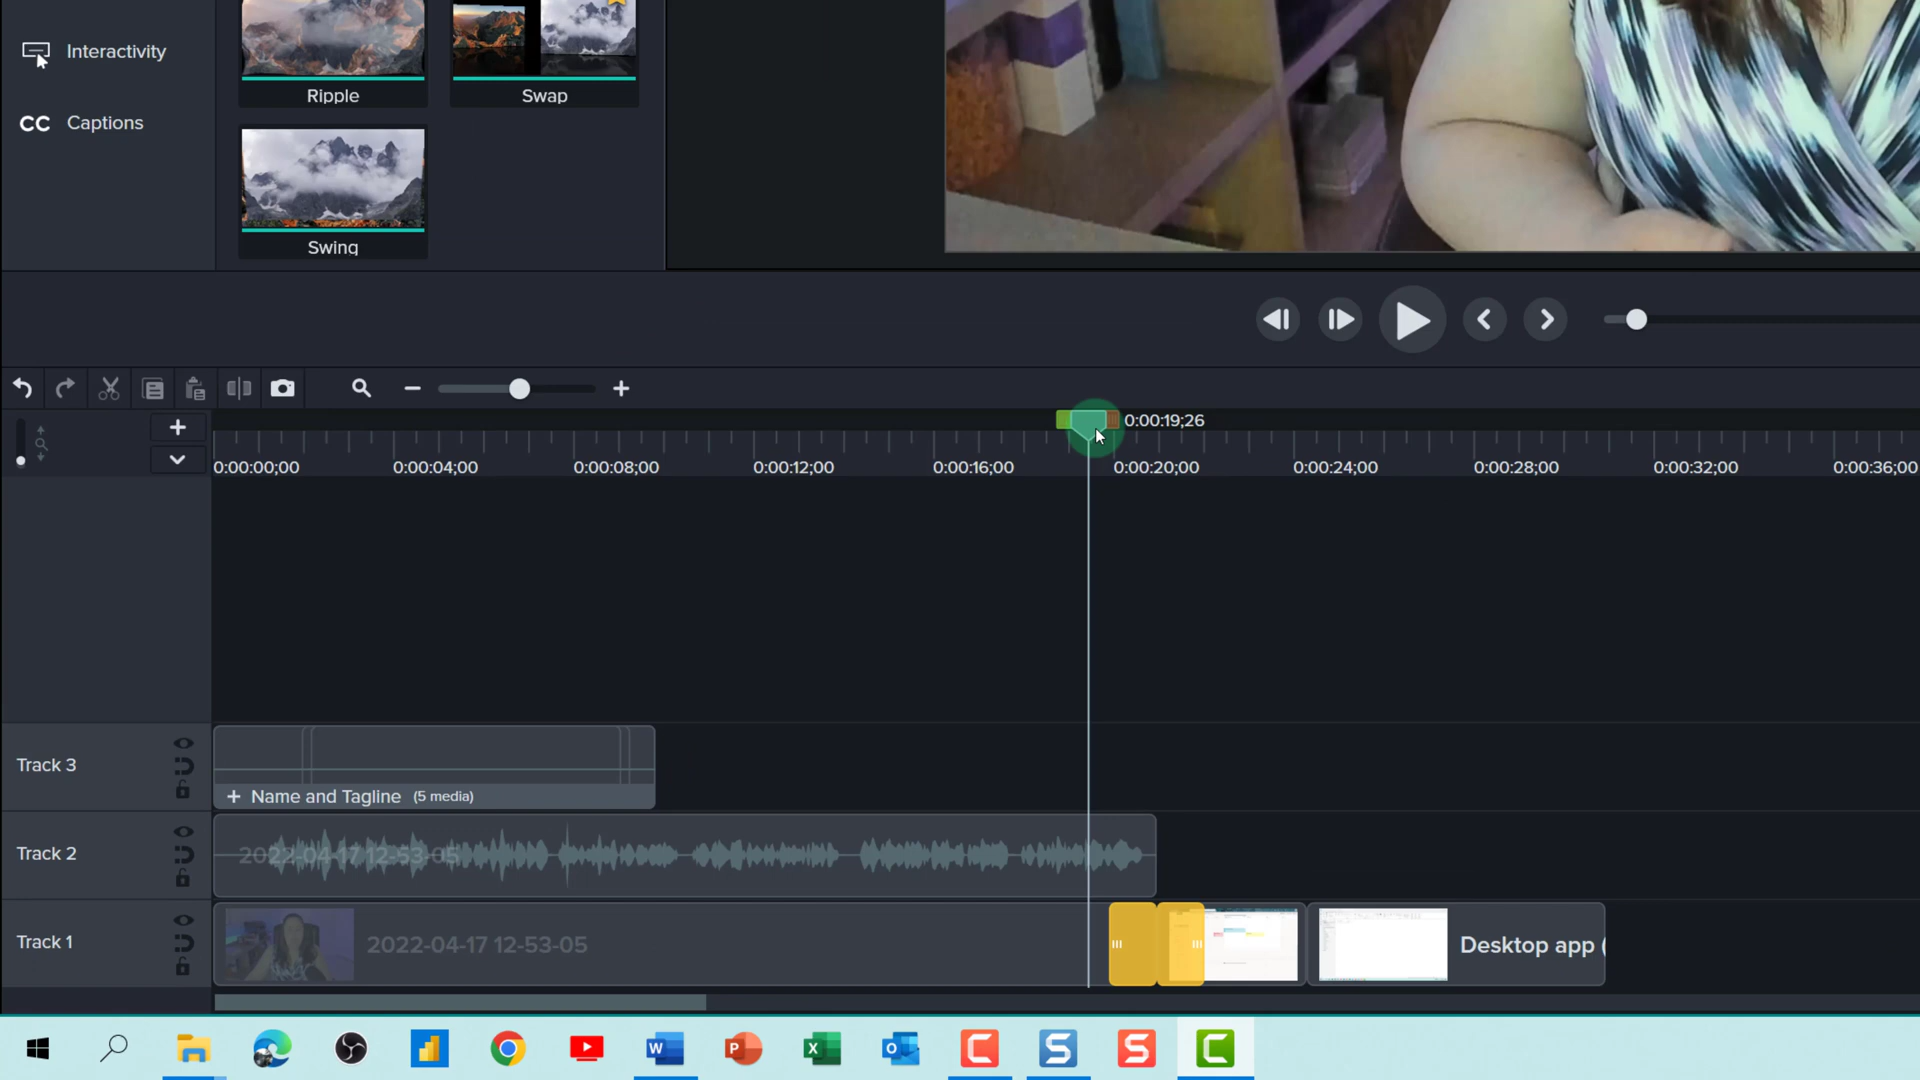 Interactivity
CC Captions
Ripple
Swap
Swing
0:00:19;26
0:00:00;00
0:00:04;00
0:00:08;00
0:00:12;00
0:00:16;00
0:00:20;00
0:00:24;00
0:00:28;00
0:00:32;00
0:00:36;00
Track 3
+ Name and Tagline (5 media)
Track 2
2022-04-17 12-53-05
Track 1
2022-04-17 12-53-05
Desktop app (